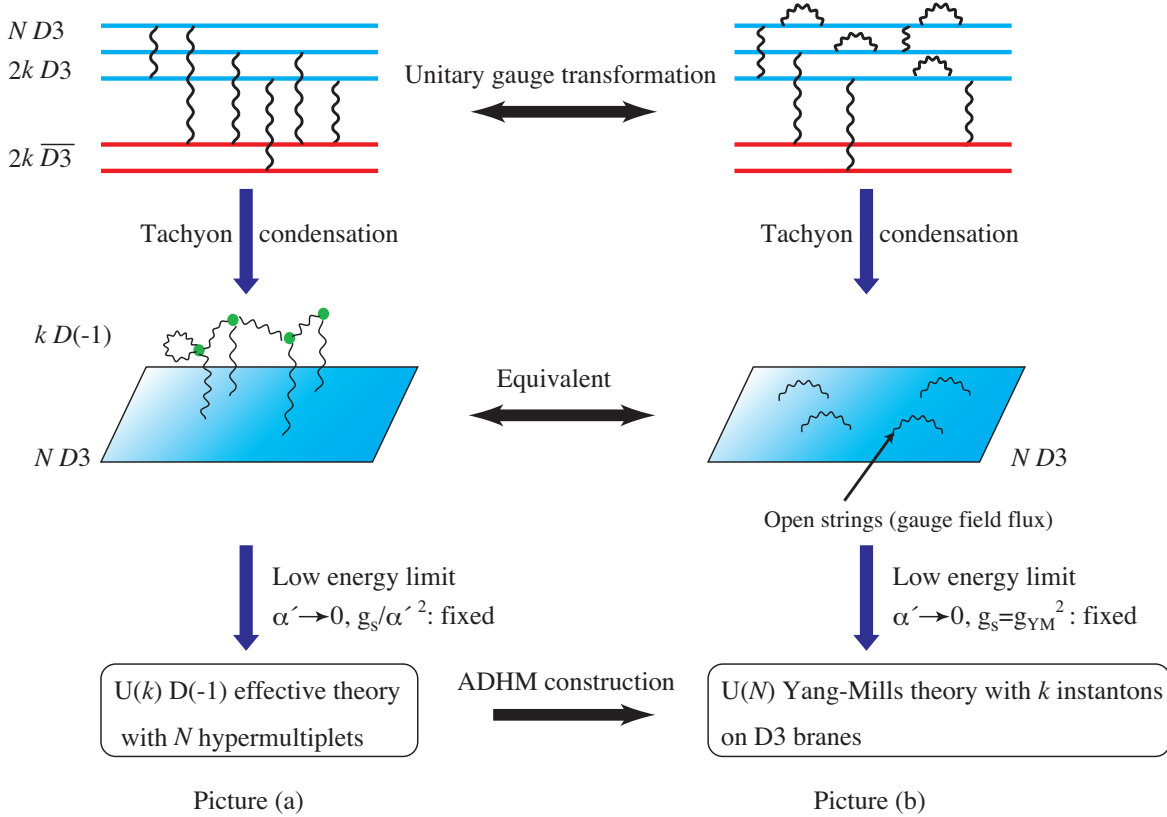 N D3
2k D3
2k D̅3̅
Unitary gauge transformation
Tachyon condensation
Tachyon condensation
k D(-1)
N D3
Equivalent
N D3
Open strings (gauge field flux)
Low energy limit
α´→0, gₛ/α´ ²: fixed
Low energy limit
α´→0, gₛ=g_YM²: fixed
U(k) D(-1) effective theory
with N hypermultiplets
ADHM construction
U(N) Yang-Mills theory with k instantons
on D3 branes
Picture (a)
Picture (b)